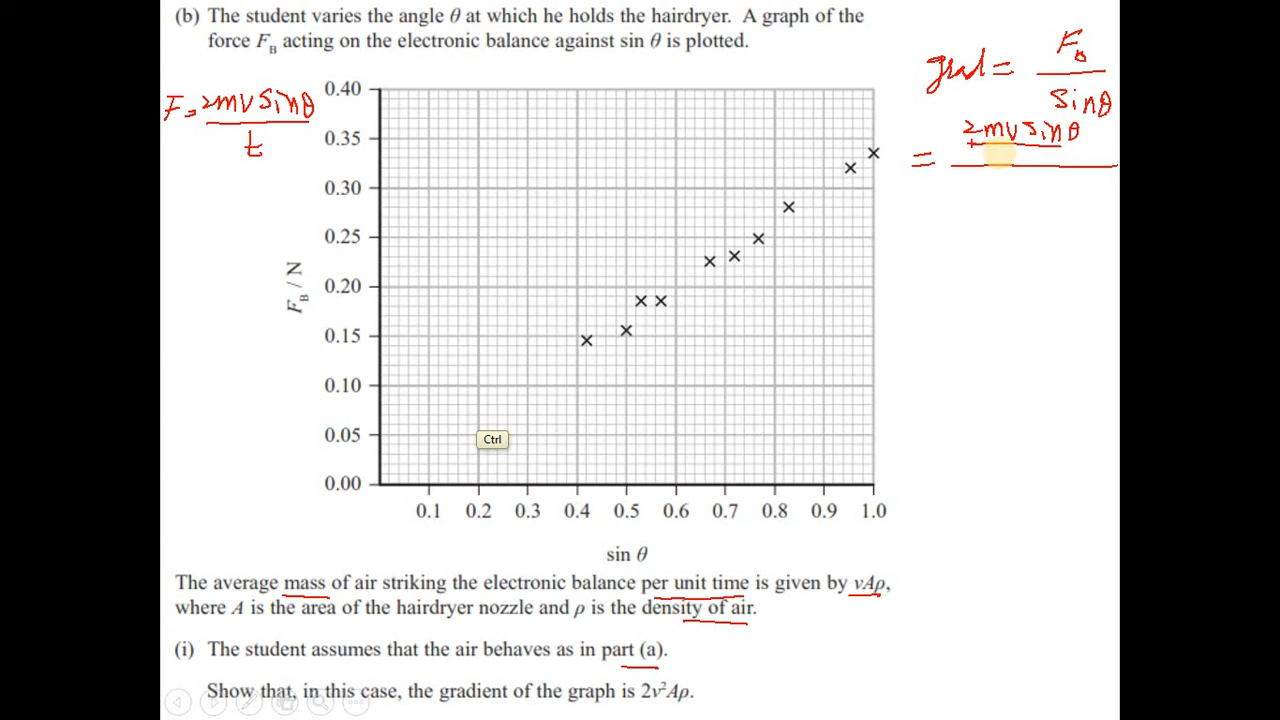 (b) The student varies the angle θ at which he holds the hairdryer. A graph of the
force F_B acting on the electronic balance against sin θ is plotted.
grad = F_B / sinθ
= 2mvsinθ / t
F = 2mvsinθ / t
0.40
0.35
0.30
0.25
0.20
0.15
0.10
0.05
0.00
F_B / N
Ctrl
0.1 0.2 0.3 0.4 0.5 0.6 0.7 0.8 0.9 1.0
sin θ
The average mass of air striking the electronic balance per unit time is given by vAρ,
where A is the area of the hairdryer nozzle and ρ is the density of air.
(i) The student assumes that the air behaves as in part (a).
Show that, in this case, the gradient of the graph is 2v²Aρ.